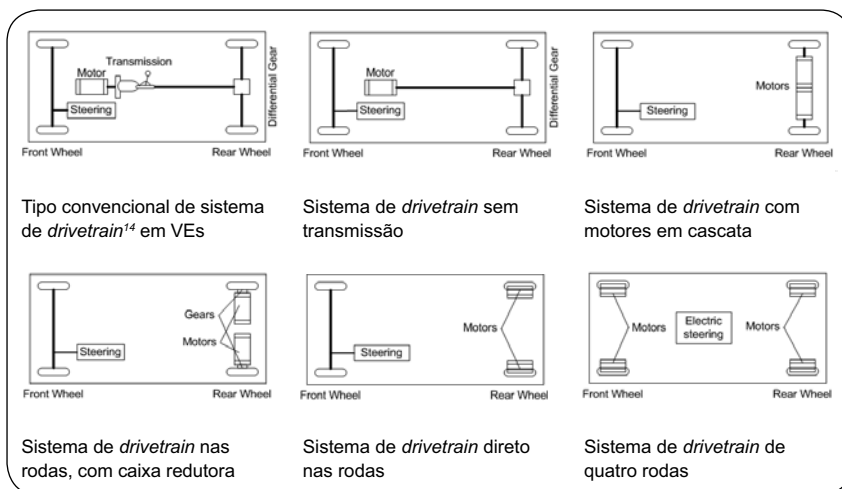 Transmission
Motor
Steering
Differential Gear
Front Wheel
Rear Wheel
Tipo convencional de sistema
de drivetrain¹⁴ em VEs
Motor
Steering
Differential Gear
Front Wheel
Rear Wheel
Sistema de drivetrain sem
transmissão
Motors
Steering
Front Wheel
Rear Wheel
Sistema de drivetrain com
motores em cascata
Gears
Motors
Steering
Front Wheel
Rear Wheel
Sistema de drivetrain nas
rodas, com caixa redutora
Motors
Steering
Front Wheel
Rear Wheel
Sistema de drivetrain direto
nas rodas
Motors
Electric
steering
Motors
Front Wheel
Rear Wheel
Sistema de drivetrain de
quatro rodas